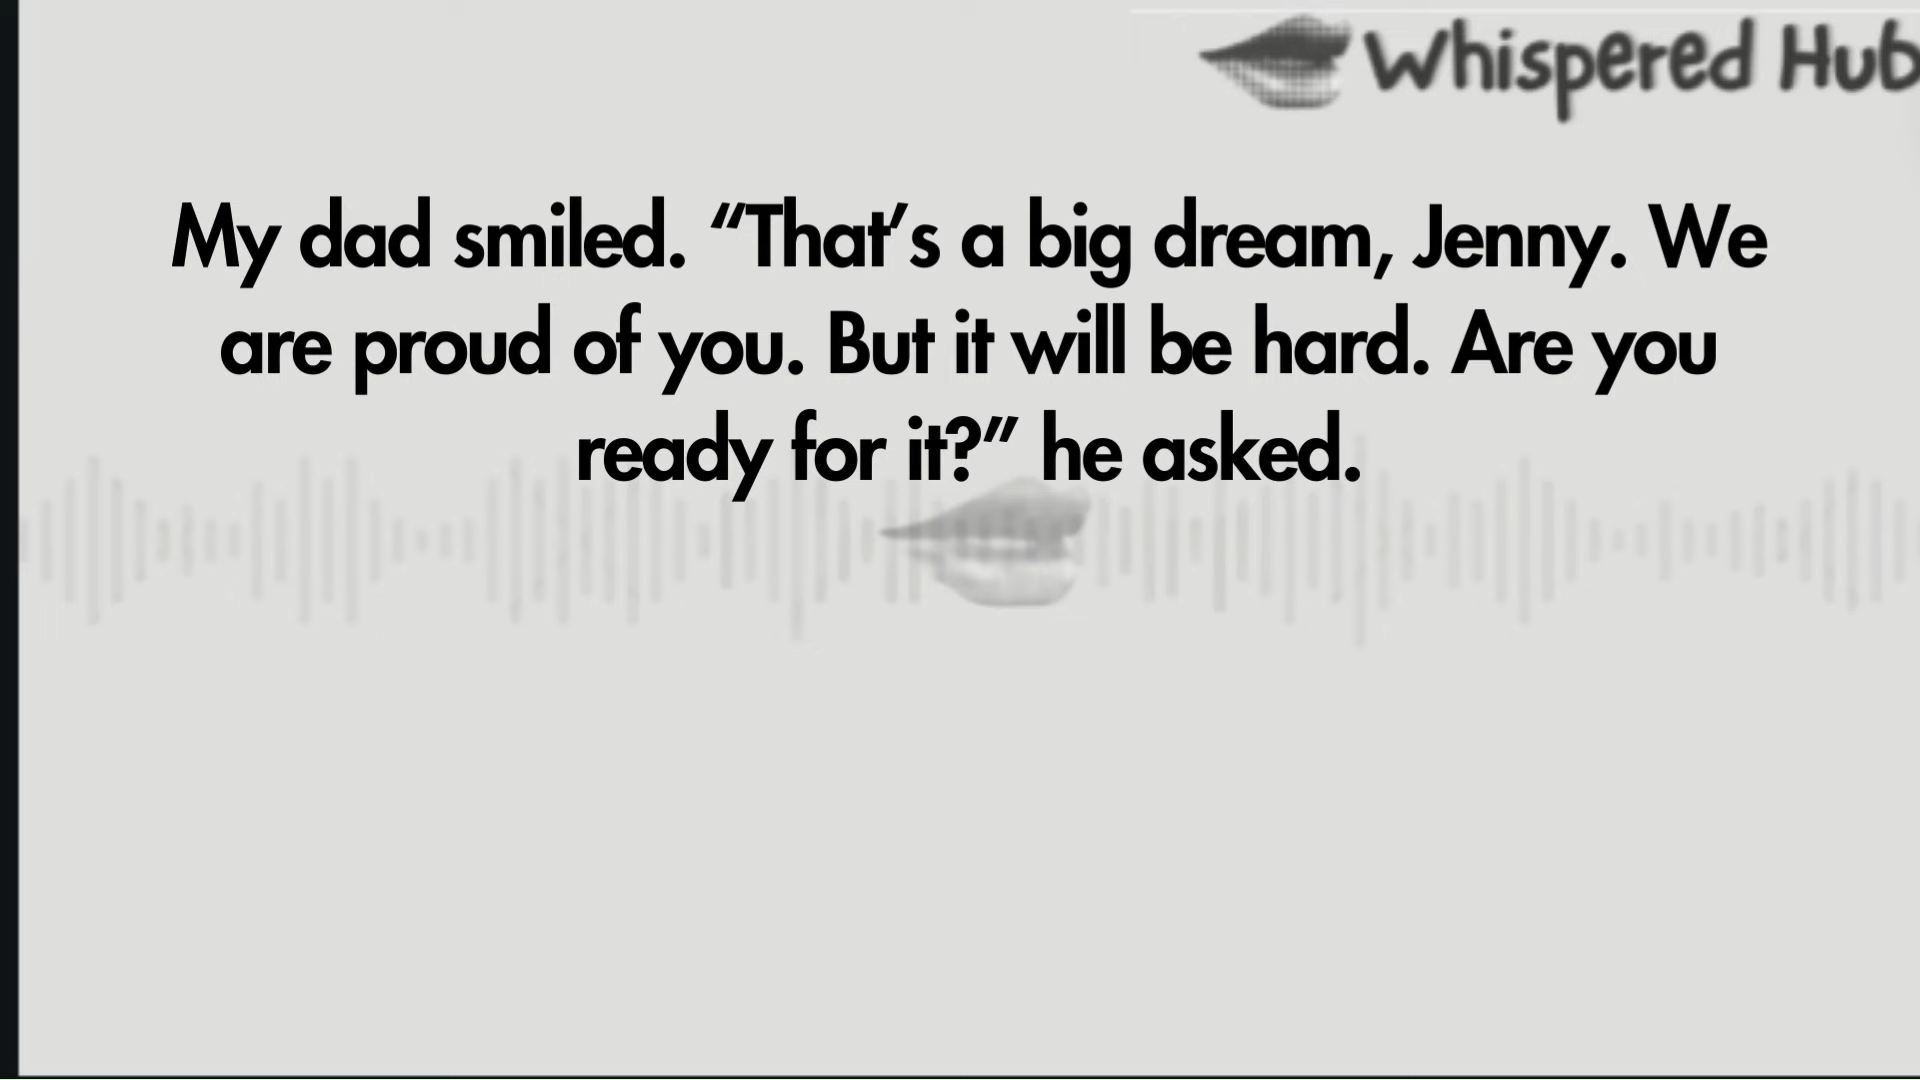 Whispered Hub
My dad smiled. “That’s a big dream, Jenny. We
are proud of you. But it will be hard. Are you
ready for it?” he asked.